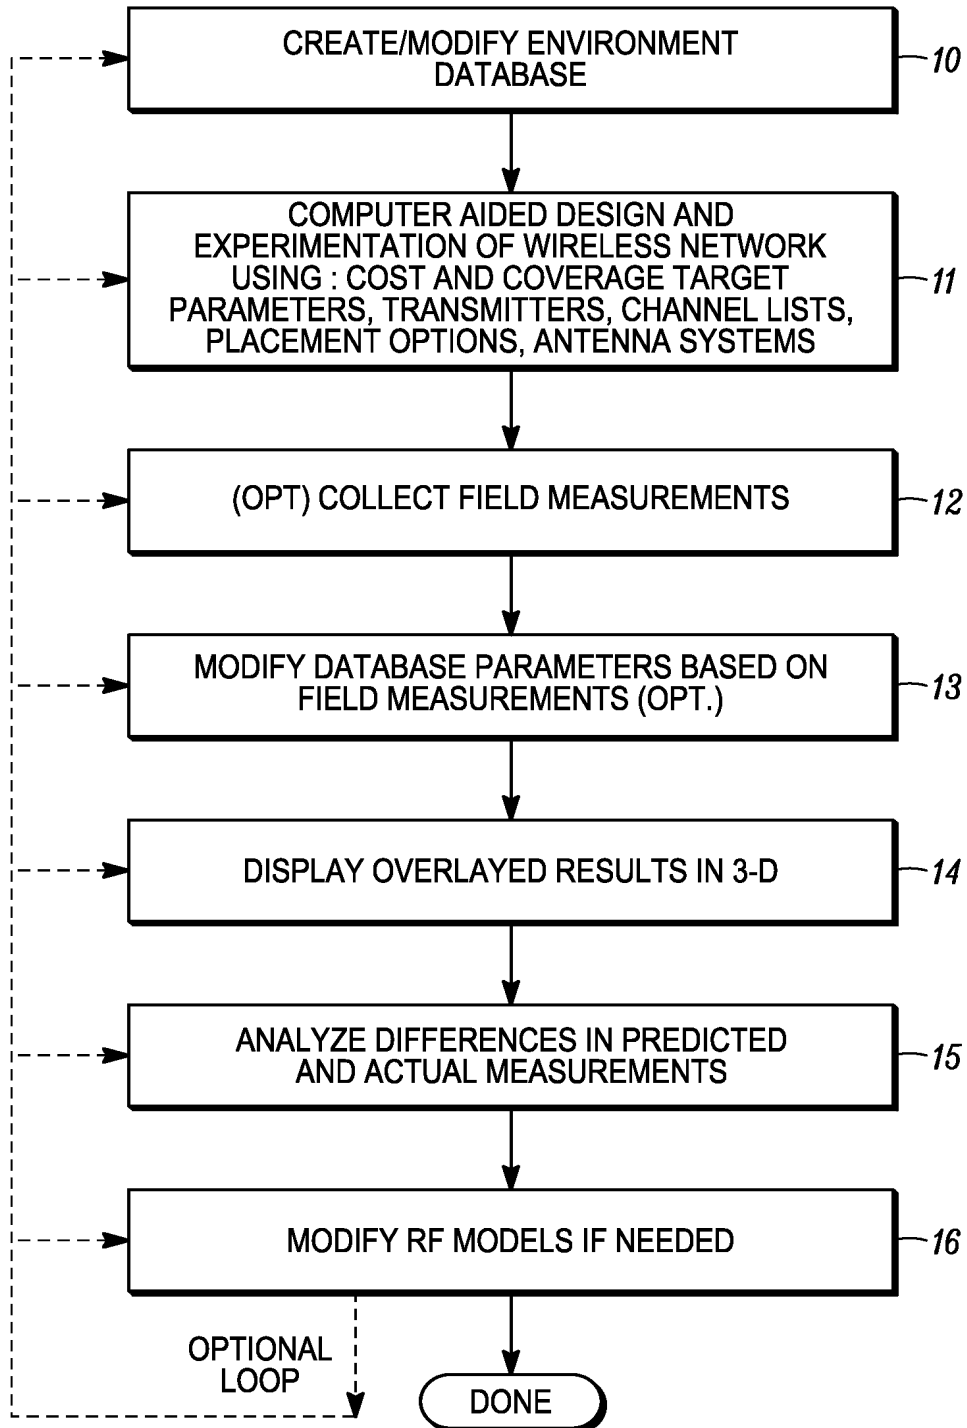 CREATE/MODIFY ENVIRONMENT
DATABASE
10
COMPUTER AIDED DESIGN AND
EXPERIMENTATION OF WIRELESS NETWORK
USING : COST AND COVERAGE TARGET
PARAMETERS, TRANSMITTERS, CHANNEL LISTS,
PLACEMENT OPTIONS, ANTENNA SYSTEMS
11
(OPT) COLLECT FIELD MEASUREMENTS
12
MODIFY DATABASE PARAMETERS BASED ON
FIELD MEASUREMENTS (OPT.)
13
DISPLAY OVERLAYED RESULTS IN 3-D
14
ANALYZE DIFFERENCES IN PREDICTED
AND ACTUAL MEASUREMENTS
15
MODIFY RF MODELS IF NEEDED
16
OPTIONAL
LOOP
DONE